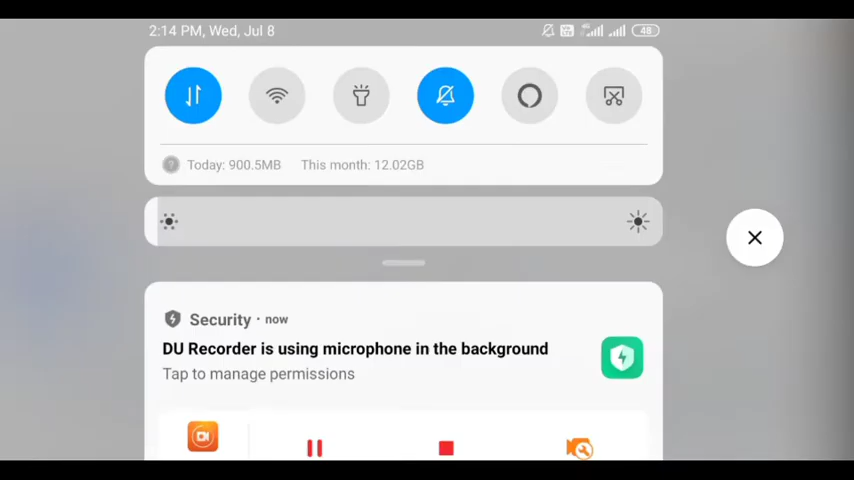 2:14 PM, Wed, Jul 8 48
Today: 900.5MB This month: 12.02GB
Security · now
DU Recorder is using microphone in the background
Tap to manage permissions